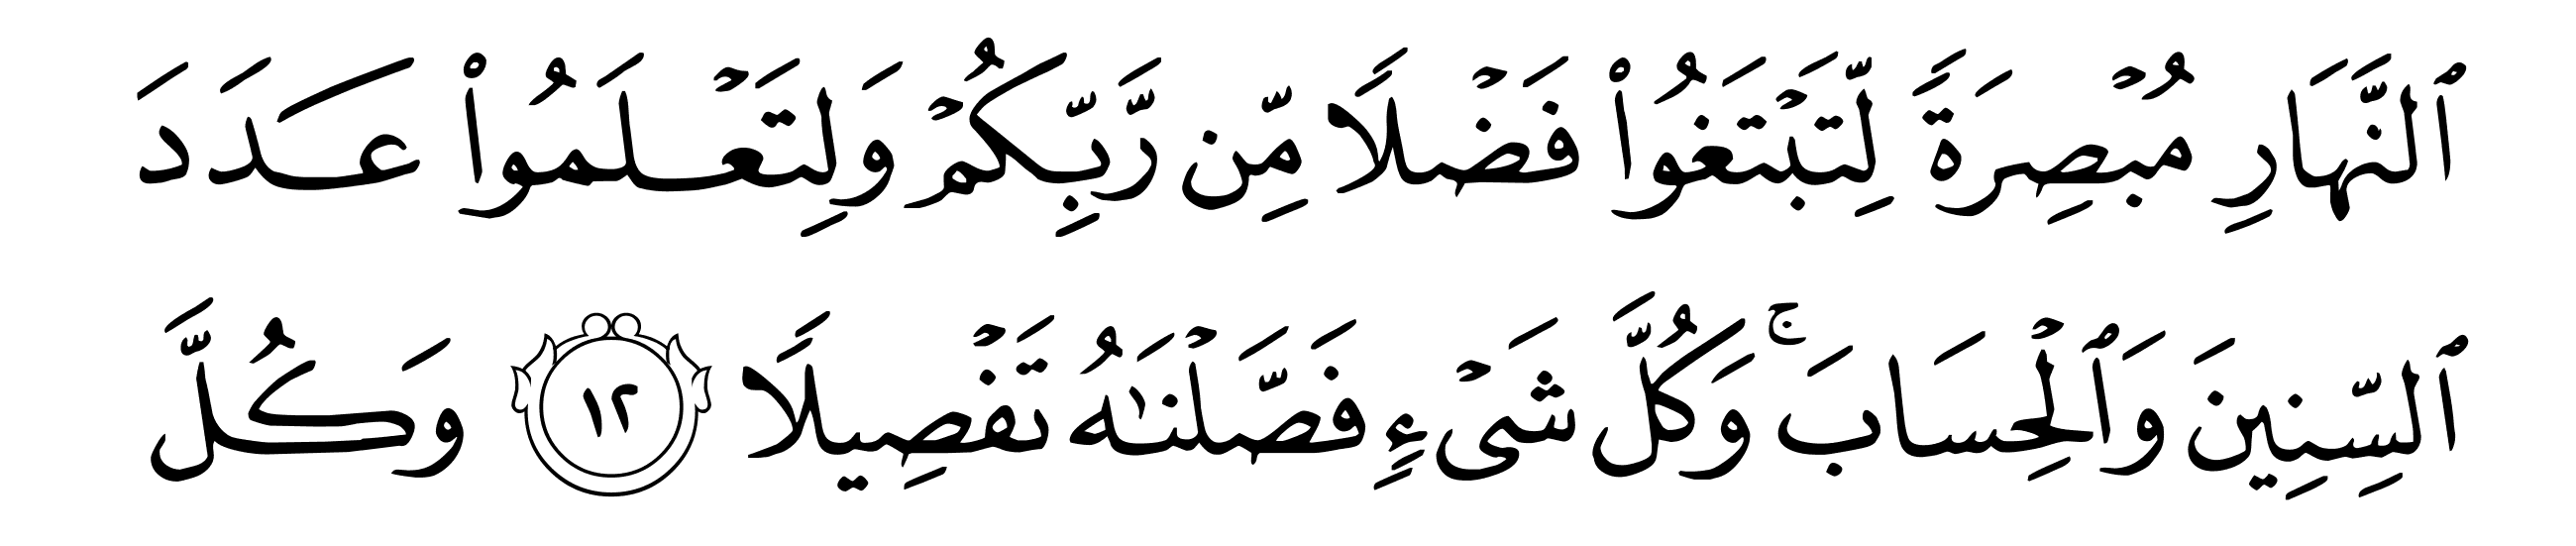 ٱلنَّهَارِ مُبۡصِرَةٗ لِّتَبۡتَغُواْ فَضۡلٗا مِّن رَّبِّكُمۡ وَلِتَعۡلَمُواْ عَدَدَ
ٱلسِّنِينَ وَٱلۡحِسَابَۚ وَكُلَّ شَيۡءٖ فَصَّلۡنَٰهُ تَفۡصِيلٗا ١٢ وَكُلَّ